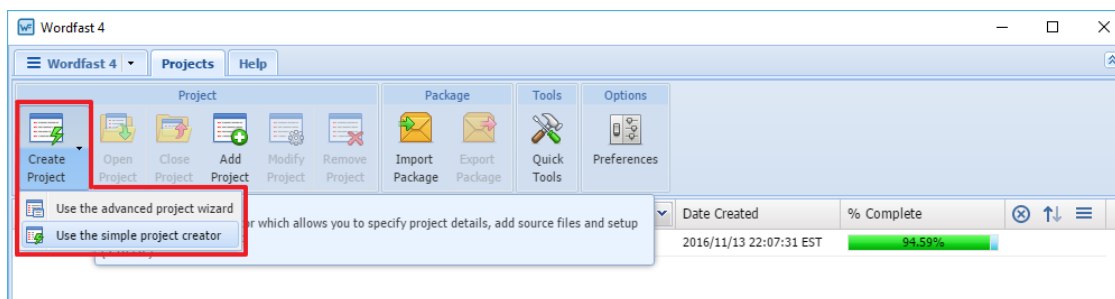 WF Wordfast 4
Wordfast 4 Projects Help
Project Package Tools Options
Create Project
Open Project
Close Project
Add Project
Modify Project
Remove Project
Import Package
Export Package
Quick Tools
Preferences
Use the advanced project wizard
Use the simple project creator
which allows you to specify project details, add source files and setup
Date Created % Complete
2016/11/13 22:07:31 EST 94.59%